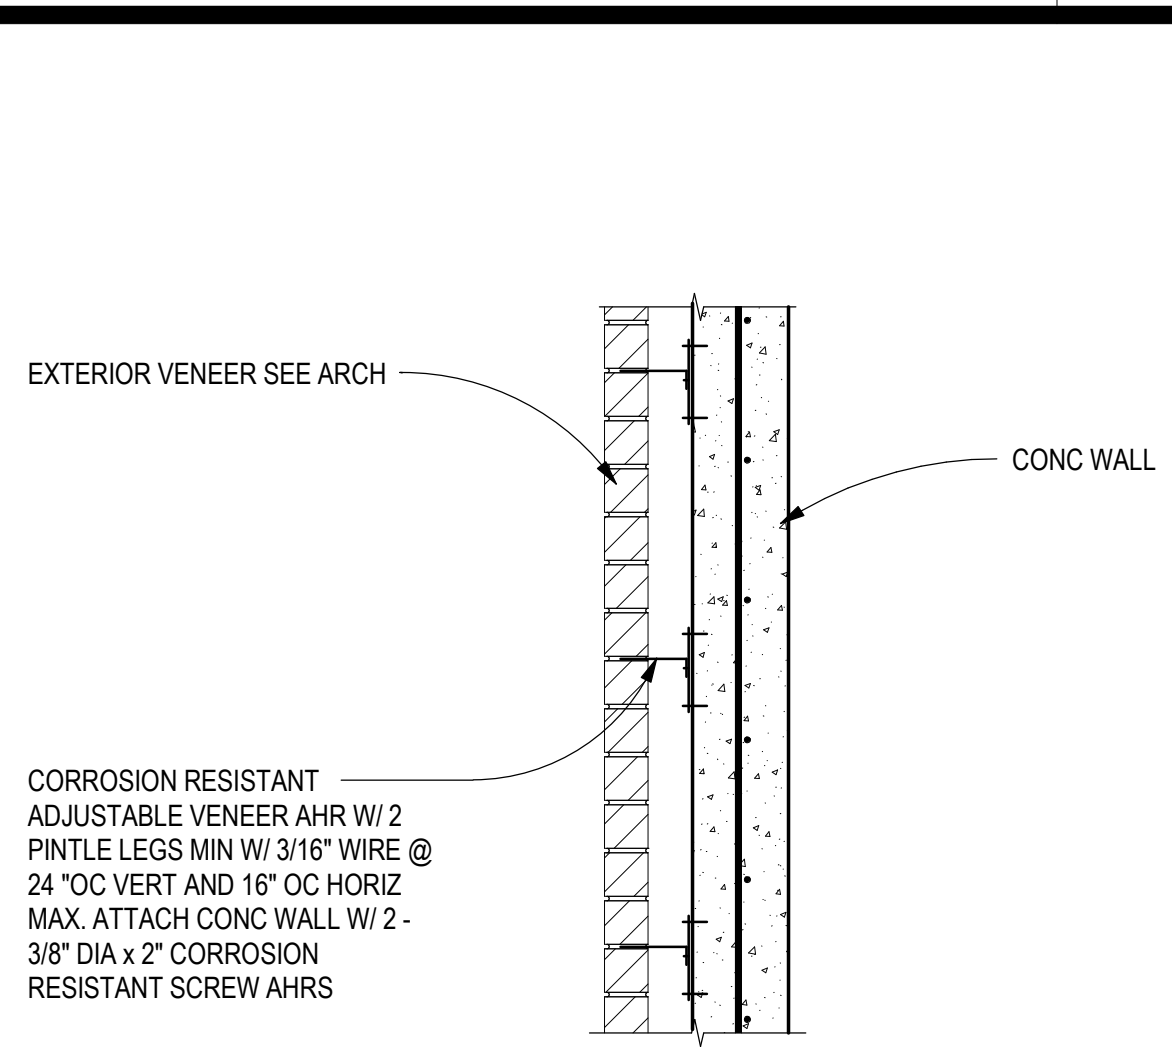 EXTERIOR VENEER SEE ARCH
CONC WALL
CORROSION RESISTANT
ADJUSTABLE VENEER AHR W/ 2
PINTLE LEGS MIN W/ 3/16" WIRE @
24 "OC VERT AND 16" OC HORIZ
MAX. ATTACH CONC WALL W/ 2 -
3/8" DIA x 2" CORROSION
RESISTANT SCREW AHRS